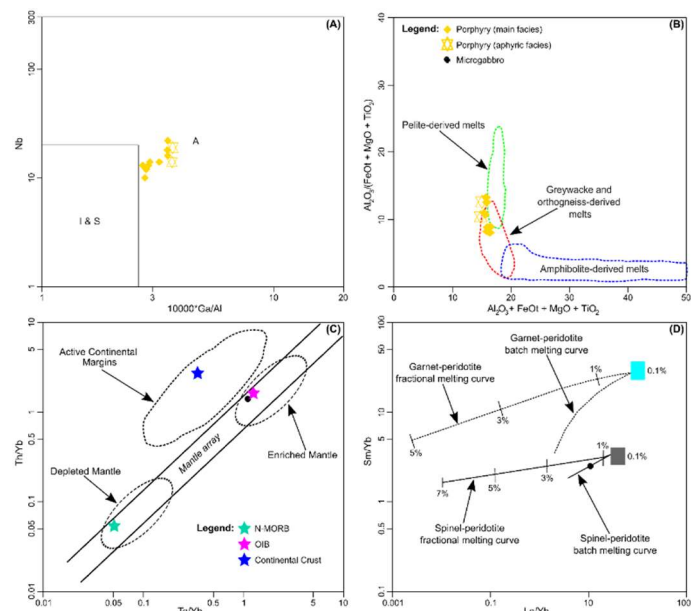 300
(A)
100
Nb
A
10
I & S
1
1
3
10
20
10000*Ga/Al
40
Legend:
Porphyry (main facies)
(B)
Porphyry (aphyric facies)
Microgabbro
30
Al₂O₃/(FeOt + MgO + TiO₂)
Pelite-derived melts
20
Greywacke and
orthogneiss-derived
melts
10
Amphibolite-derived melts
0
0
10
20
30
40
50
Al₂O₃+ FeOt + MgO + TiO₂
10
(C)
5
Active Continental
Margins
Th/Yb
1
0.5
Mantle array
Enriched Mantle
Depleted Mantle
0.1
0.05
Legend:
N-MORB
OIB
Continental Crust
0.01
0.01
0.05
0.1
0.5
1
5
10
100
(D)
Garnet-peridotite
batch melting curve
50
Garnet-peridotite
fractional melting curve
1%
0.1%
3%
Sm/Yb
10
5%
5
1%
0.1%
3%
5%
7%
1
Spinel-peridotite
fractional melting curve
Spinel-peridotite
batch melting curve
0.5
0.1
0.01
0.1
1
10
100